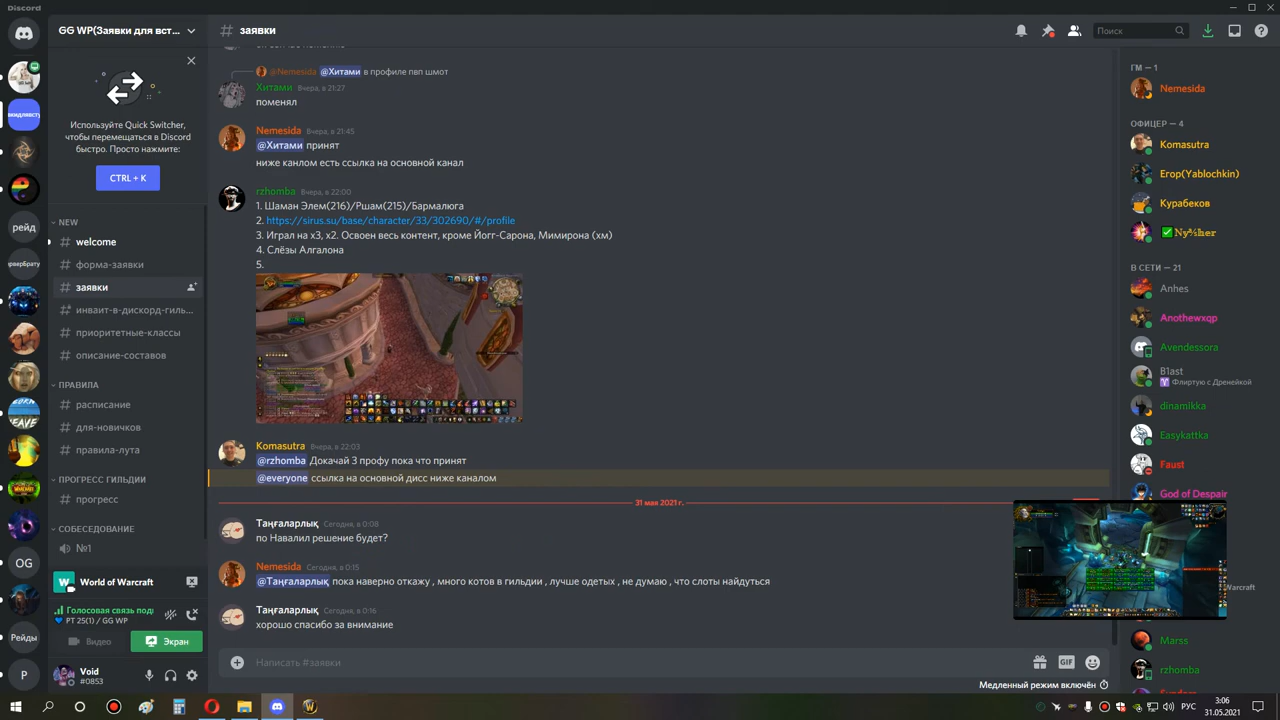 Discord
GG WP(Заявки для вст...
заявки
Поиск
Используйте Quick Switcher,
чтобы перемещаться в Discord
быстро. Просто нажмите:
CTRL + K
NEW
welcome
форма-заявки
заявки
инваит-в-дискорд-гиль...
приоритетные-классы
описание-составов
ПРАВИЛА
расписание
для-новичков
правила-лута
ПРОГРЕСС ГИЛЬДИИ
прогресс
СОБЕСЕДОВАНИЕ
№1
World of Warcraft
Голосовая связь подк
РТ 25(1) / GG WP
Видео
Экран
Void
#0853
рейд
OG
Рейды
P
@Nemesida @Хитами в профиле пвп шмот
Хитами Вчера, в 21:27
поменял
Nemesida Вчера, в 21:45
@Хитами принят
ниже канлом есть ссылка на основной канал
rzhomba Вчера, в 22:00
1. Шаман Элем(216)/Ршам(215)/Бармалюга
2. https://sirus.su/base/character/33/302690/#/profile
3. Играл на x3, x2. Освоен весь контент, кроме Йогг-Сарона, Мимирона (хм)
4. Слёзы Алгалона
5.
Komasutra Вчера, в 22:03
@rzhomba Докачай 3 профу пока что принят
@everyone ссылка на основной дисс ниже каналом
31 мая 2021 г.
Таңғаларлық Сегодня, в 0:08
по Навалил решение будет?
Nemesida Сегодня, в 0:15
@Таңғаларлық пока наверно откажу , много котов в гильдии , лучше одетых , не думаю , что слоты найдуться
Таңғаларлық Сегодня, в 0:16
хорошо спасибо за внимание
Написать #заявки
GIF
Медленный режим включён
ГМ — 1
Nemesida
ОФИЦЕР — 4
Komasutra
Егор(Yablochkin)
Курабеков
В СЕТИ — 21
Anhes
Anothewxqp
Avendessora
B1ast
Флиртую с Дренейкой
dinamikka
Easykattka
Faust
God of Despair
Warcraft
Marss
rzhomba
РУС
3:06
31.05.2021